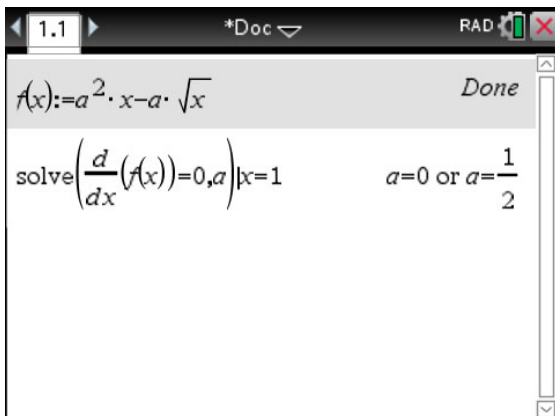 1.1 *Doc RAD
f(x):=a²·x−a·√x Done
solve(d/dx(f(x))=0,a)|x=1 a=0 or a=1/2